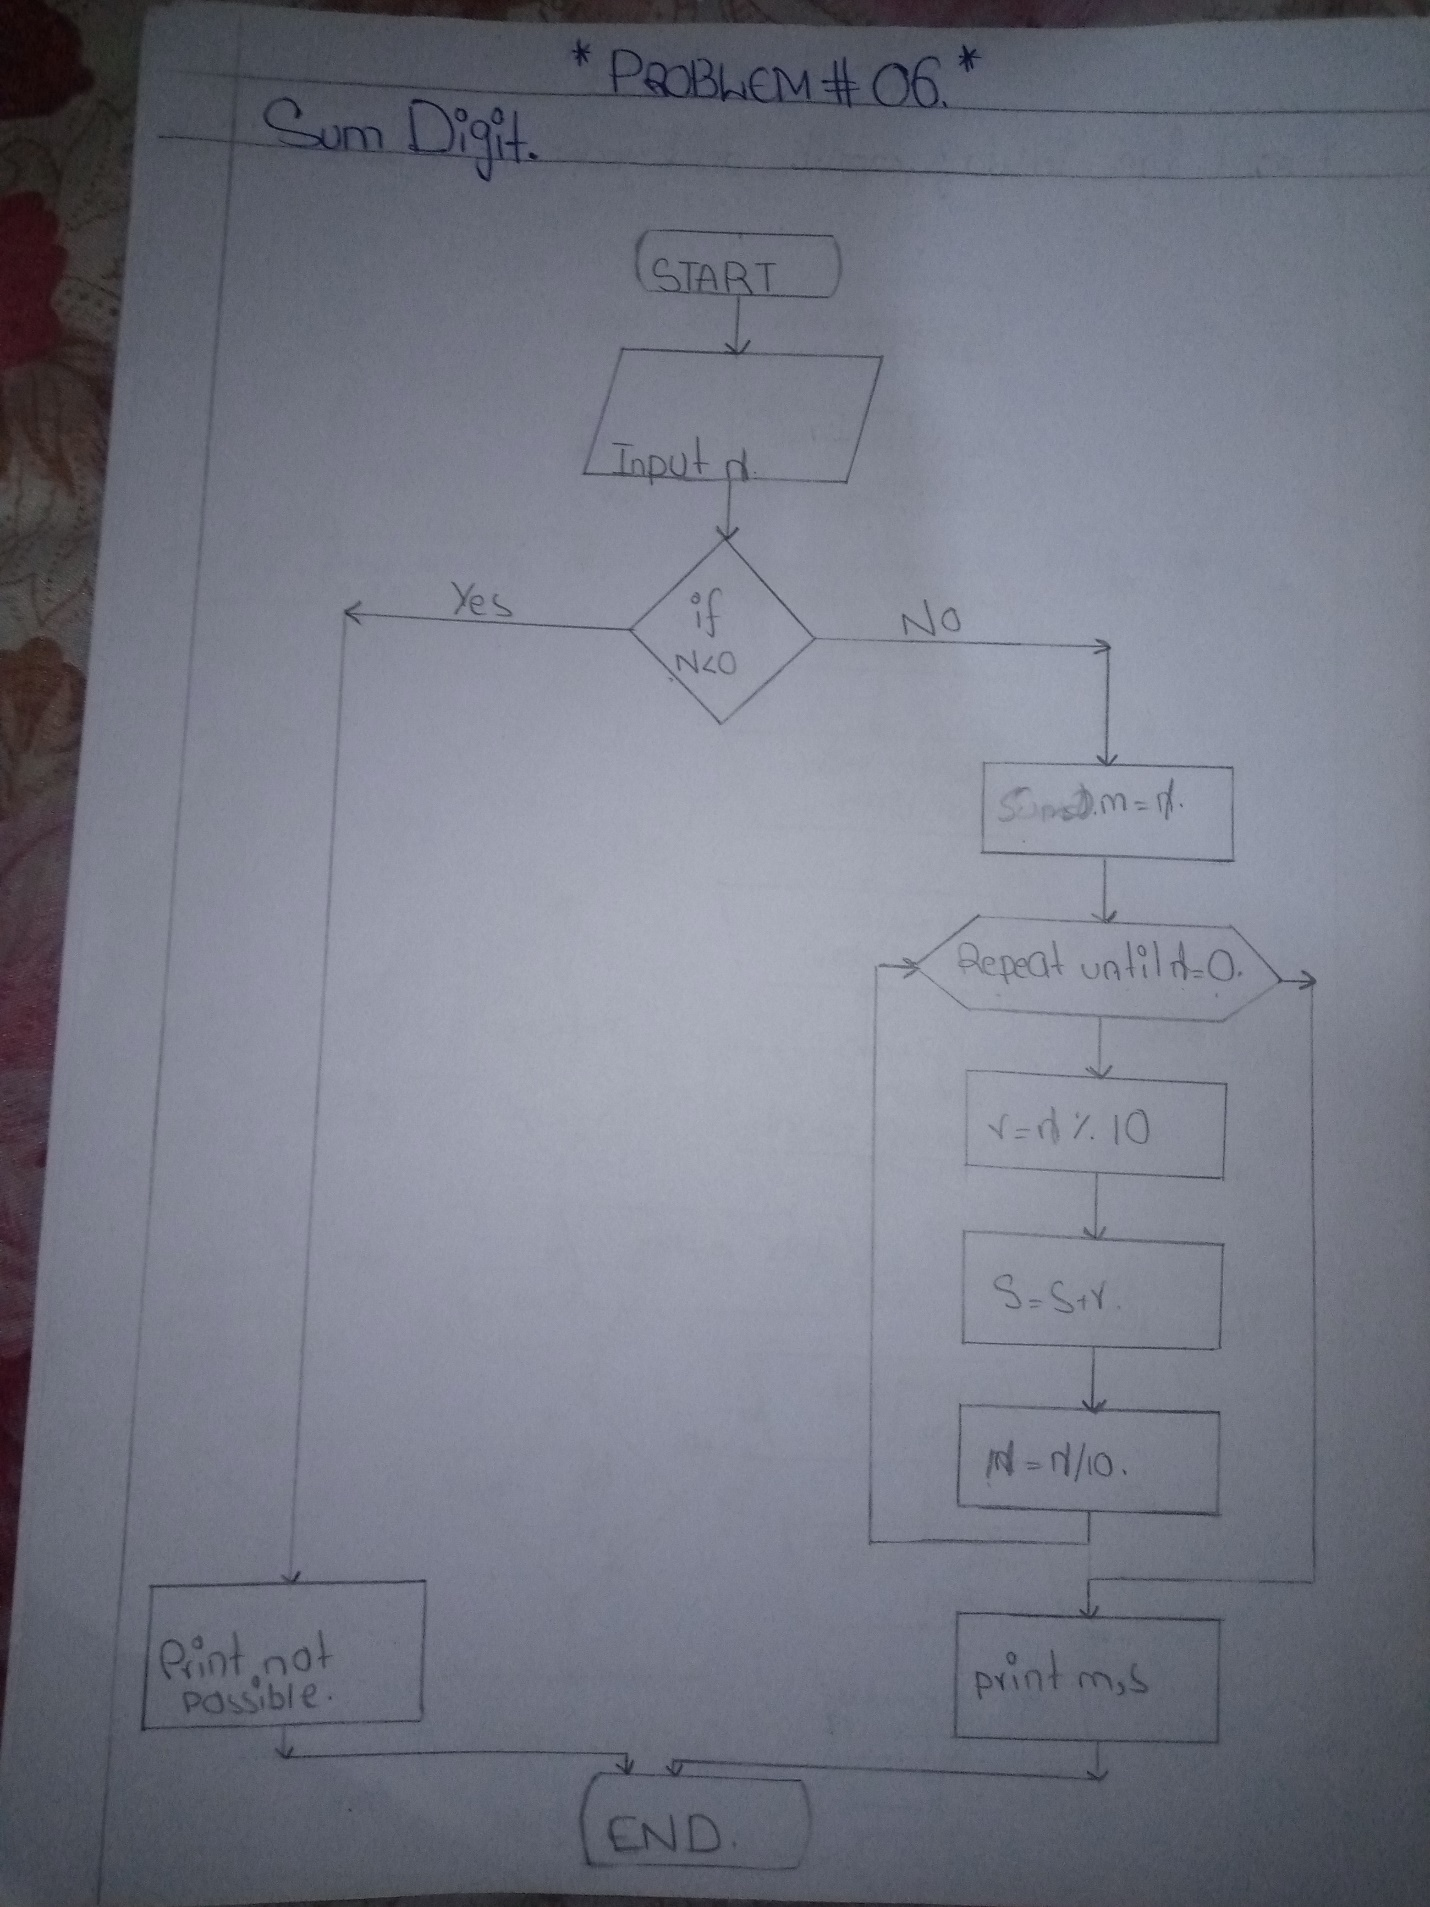 * PROBLEM # 06. *
Sum Digit.
START
Input n.
if
N<0
Yes
NO
m=n.
Repeat until n=0.
r=n % 10
S=S+r.
n=n/10.
Print not
possible.
print m,s
END.